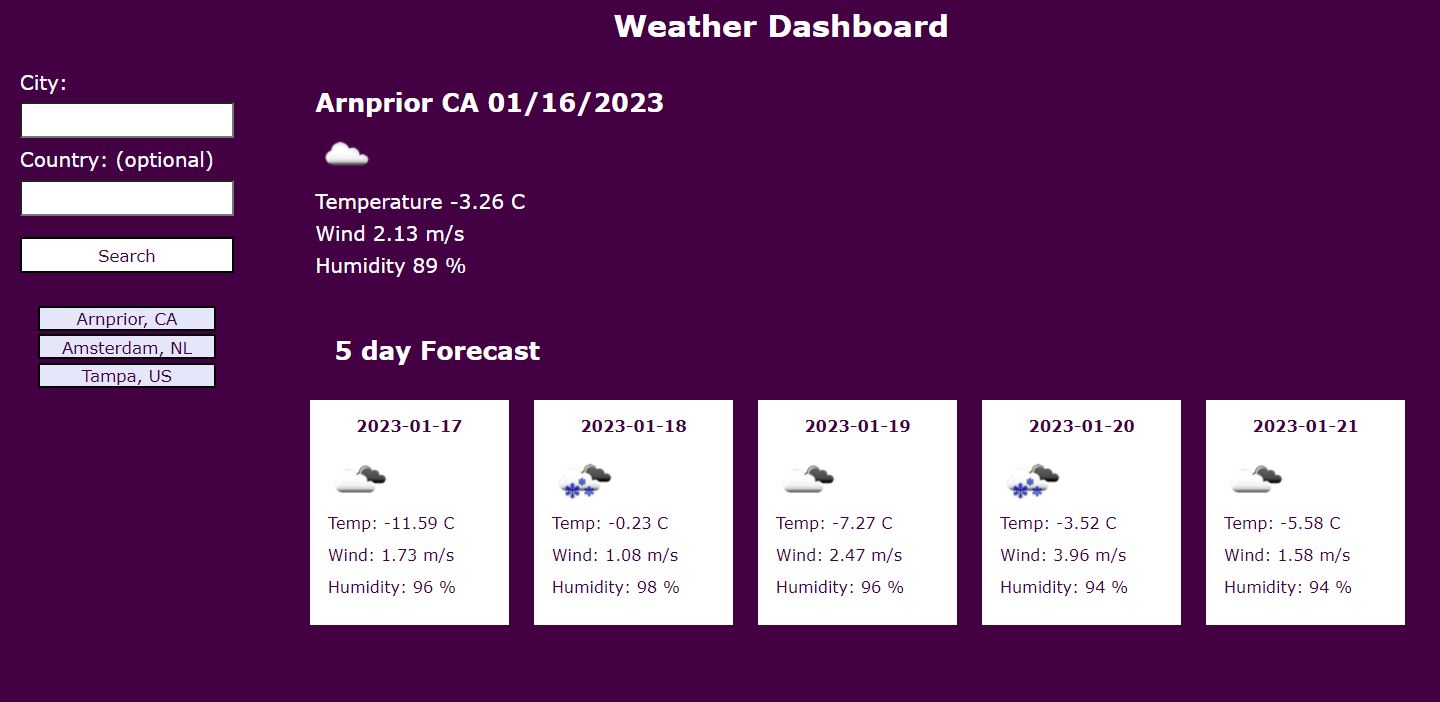 Weather Dashboard
City:
Country: (optional)
Search
Arnprior, CA
Amsterdam, NL
Tampa, US
Arnprior CA 01/16/2023
Temperature -3.26 C
Wind 2.13 m/s
Humidity 89 %
5 day Forecast
2023-01-17
Temp: -11.59 C
Wind: 1.73 m/s
Humidity: 96 %
2023-01-18
Temp: -0.23 C
Wind: 1.08 m/s
Humidity: 98 %
2023-01-19
Temp: -7.27 C
Wind: 2.47 m/s
Humidity: 96 %
2023-01-20
Temp: -3.52 C
Wind: 3.96 m/s
Humidity: 94 %
2023-01-21
Temp: -5.58 C
Wind: 1.58 m/s
Humidity: 94 %